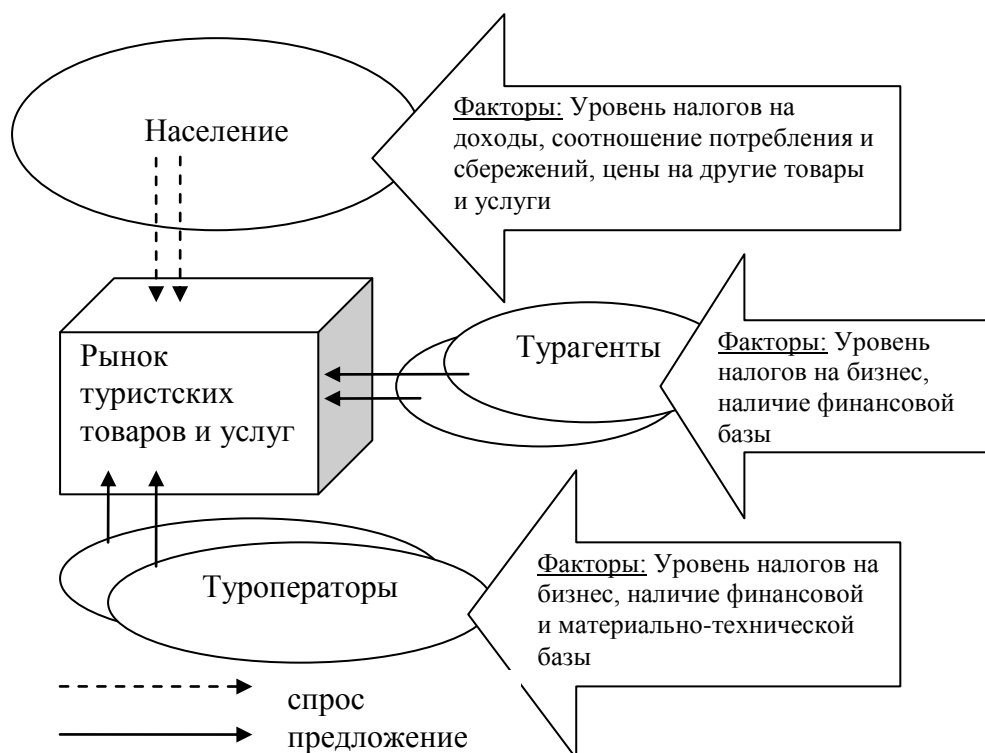 Население
Факторы: Уровень налогов на
доходы, соотношение потребления и
сбережений, цены на другие товары
и услуги
Рынок
туристских
товаров и услуг
Турагенты
Факторы: Уровень
налогов на бизнес,
наличие финансовой
базы
Туроператоры
Факторы: Уровень налогов на
бизнес, наличие финансовой
и материально-технической
базы
спрос
предложение